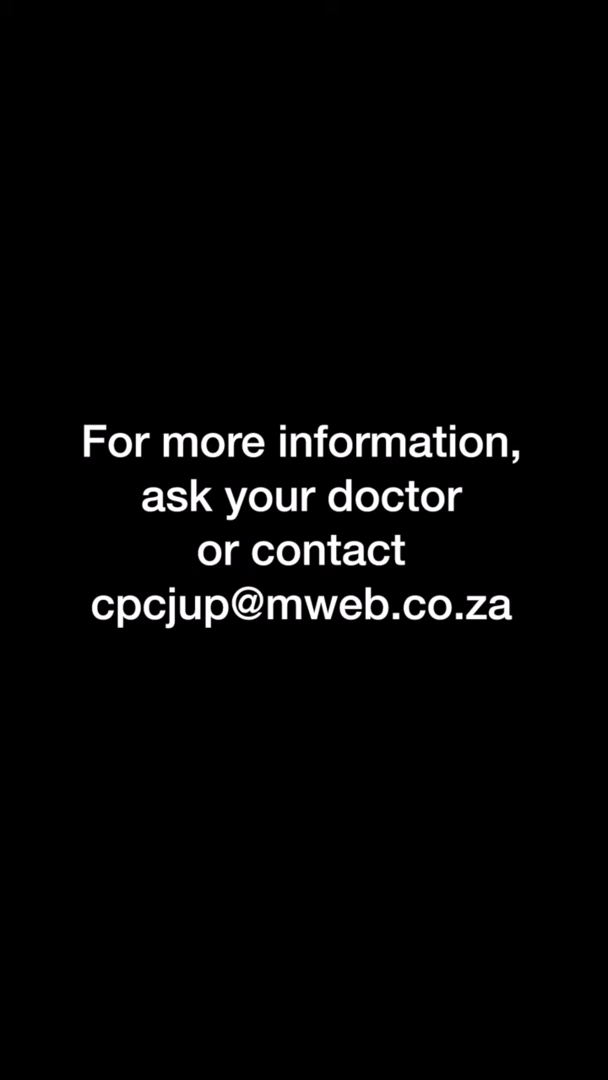 For more information,
ask your doctor
or contact
cpcjup@mweb.co.za